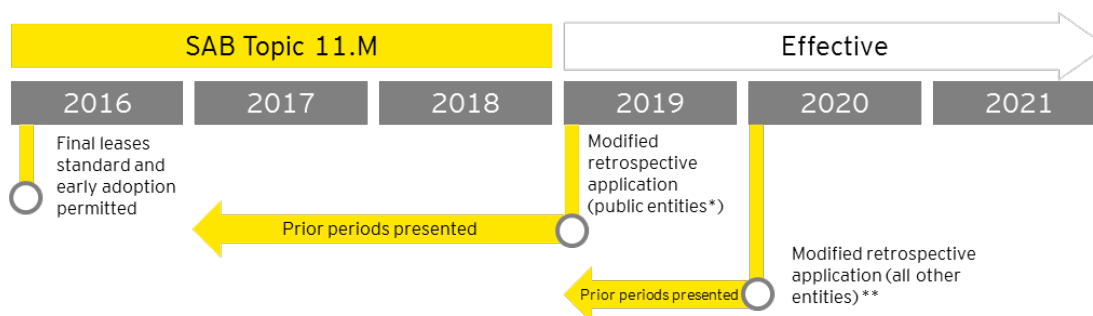 SAB Topic 11.M
Effective
2016
2017
2018
2019
2020
2021
Final leases
standard and
early adoption
permitted
Modified
retrospective
application
(public entities*)
Prior periods presented
Modified retrospective
application (all other
entities)**
Prior periods presented